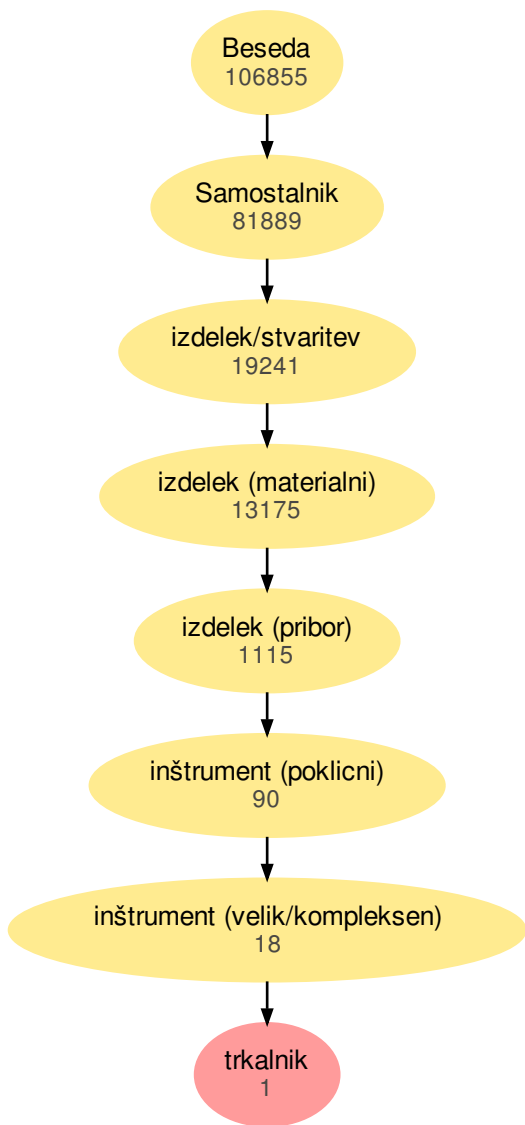 Beseda
106855
Samostalnik
81889
izdelek/stvaritev
19241
izdelek (materialni)
13175
izdelek (pribor)
1115
inštrument (poklicni)
90
inštrument (velik/kompleksen)
18
trkalnik
1